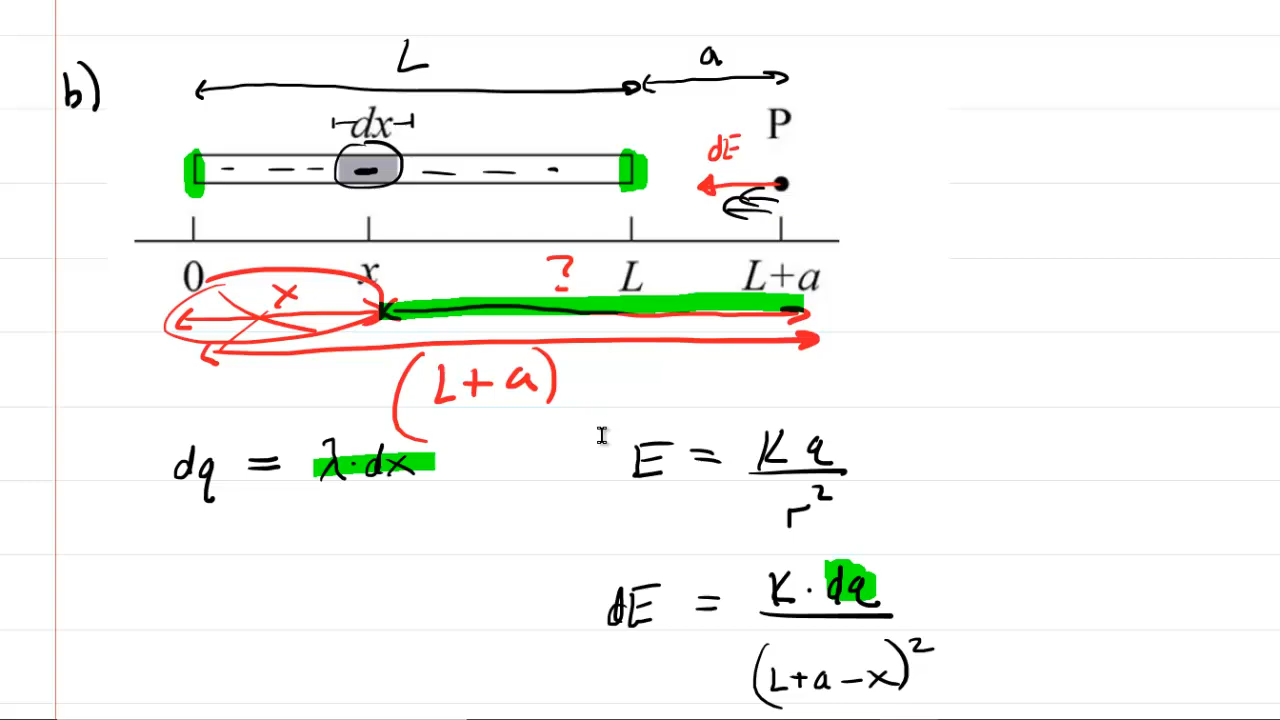 L a
b)
dx P
dE
0 x L L+a
x ?
(L+a)
dq = λ·dx
E = Kq/r²
dE = K·dq/(L+a-x)²